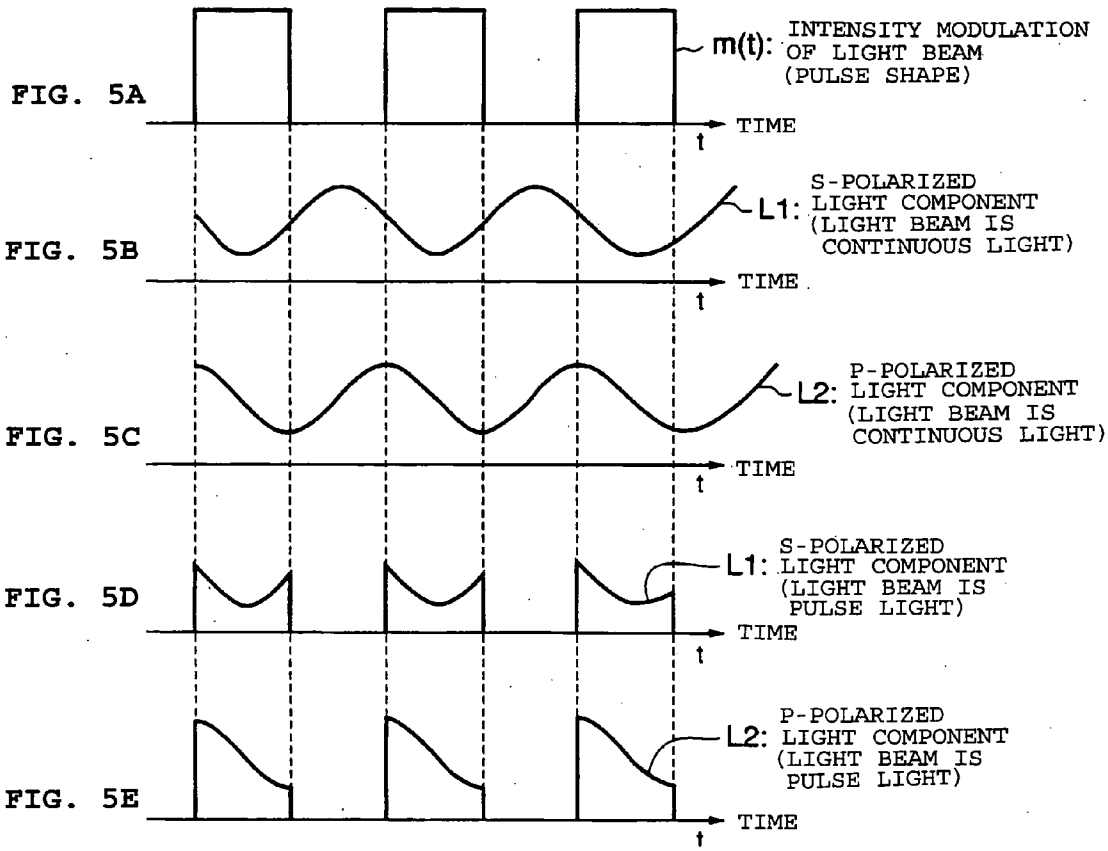 FIG. 5A
m(t): INTENSITY MODULATION
OF LIGHT BEAM
(PULSE SHAPE)
TIME
t
FIG. 5B
L1: S-POLARIZED
LIGHT COMPONENT
(LIGHT BEAM IS
CONTINUOUS LIGHT)
TIME
t
FIG. 5C
L2: P-POLARIZED
LIGHT COMPONENT
(LIGHT BEAM IS
CONTINUOUS LIGHT)
TIME
t
FIG. 5D
L1: S-POLARIZED
LIGHT COMPONENT
(LIGHT BEAM IS
PULSE LIGHT)
TIME
t
FIG. 5E
L2: P-POLARIZED
LIGHT COMPONENT
(LIGHT BEAM IS
PULSE LIGHT)
TIME
t